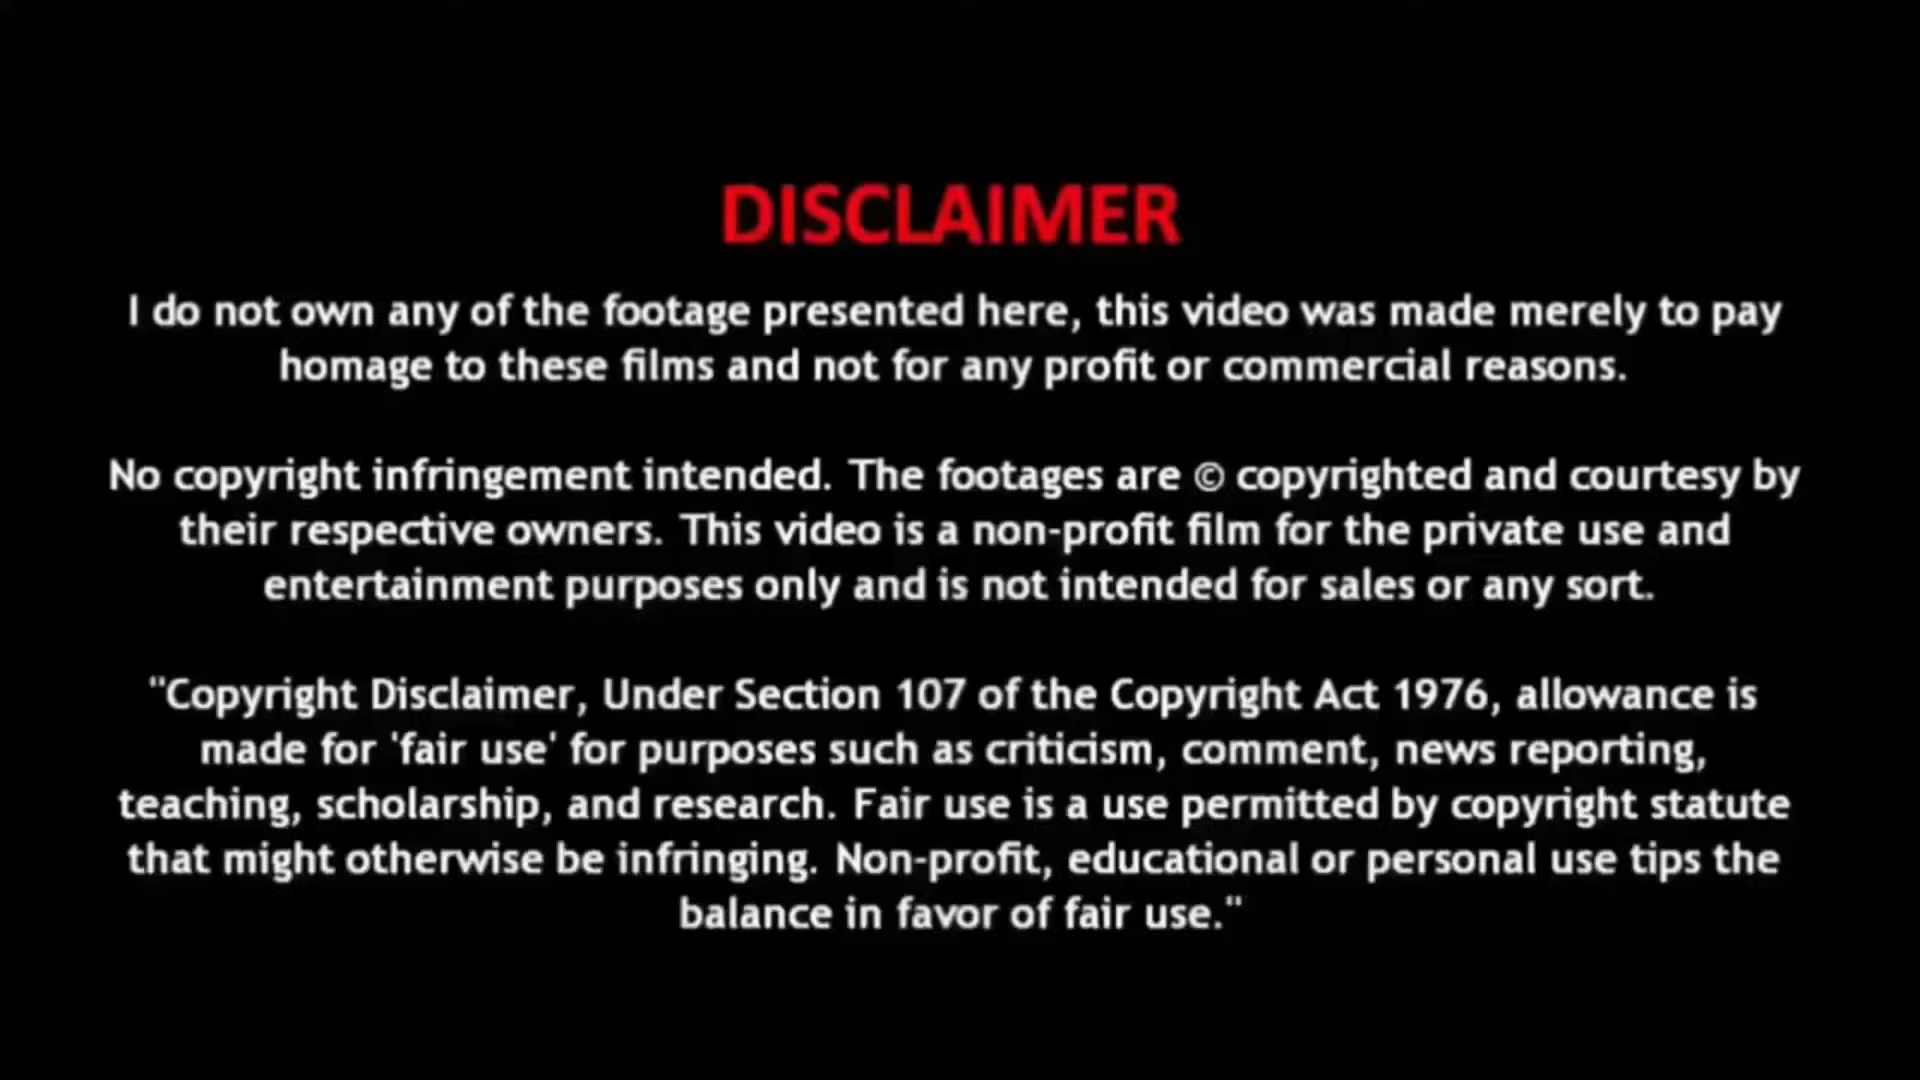 DISCLAIMER
I do not own any of the footage presented here, this video was made merely to pay
homage to these films and not for any profit or commercial reasons.
No copyright infringement intended. The footages are © copyrighted and courtesy by
their respective owners. This video is a non-profit film for the private use and
entertainment purposes only and is not intended for sales or any sort.
"Copyright Disclaimer, Under Section 107 of the Copyright Act 1976, allowance is
made for 'fair use' for purposes such as criticism, comment, news reporting,
teaching, scholarship, and research. Fair use is a use permitted by copyright statute
that might otherwise be infringing. Non-profit, educational or personal use tips the
balance in favor of fair use."